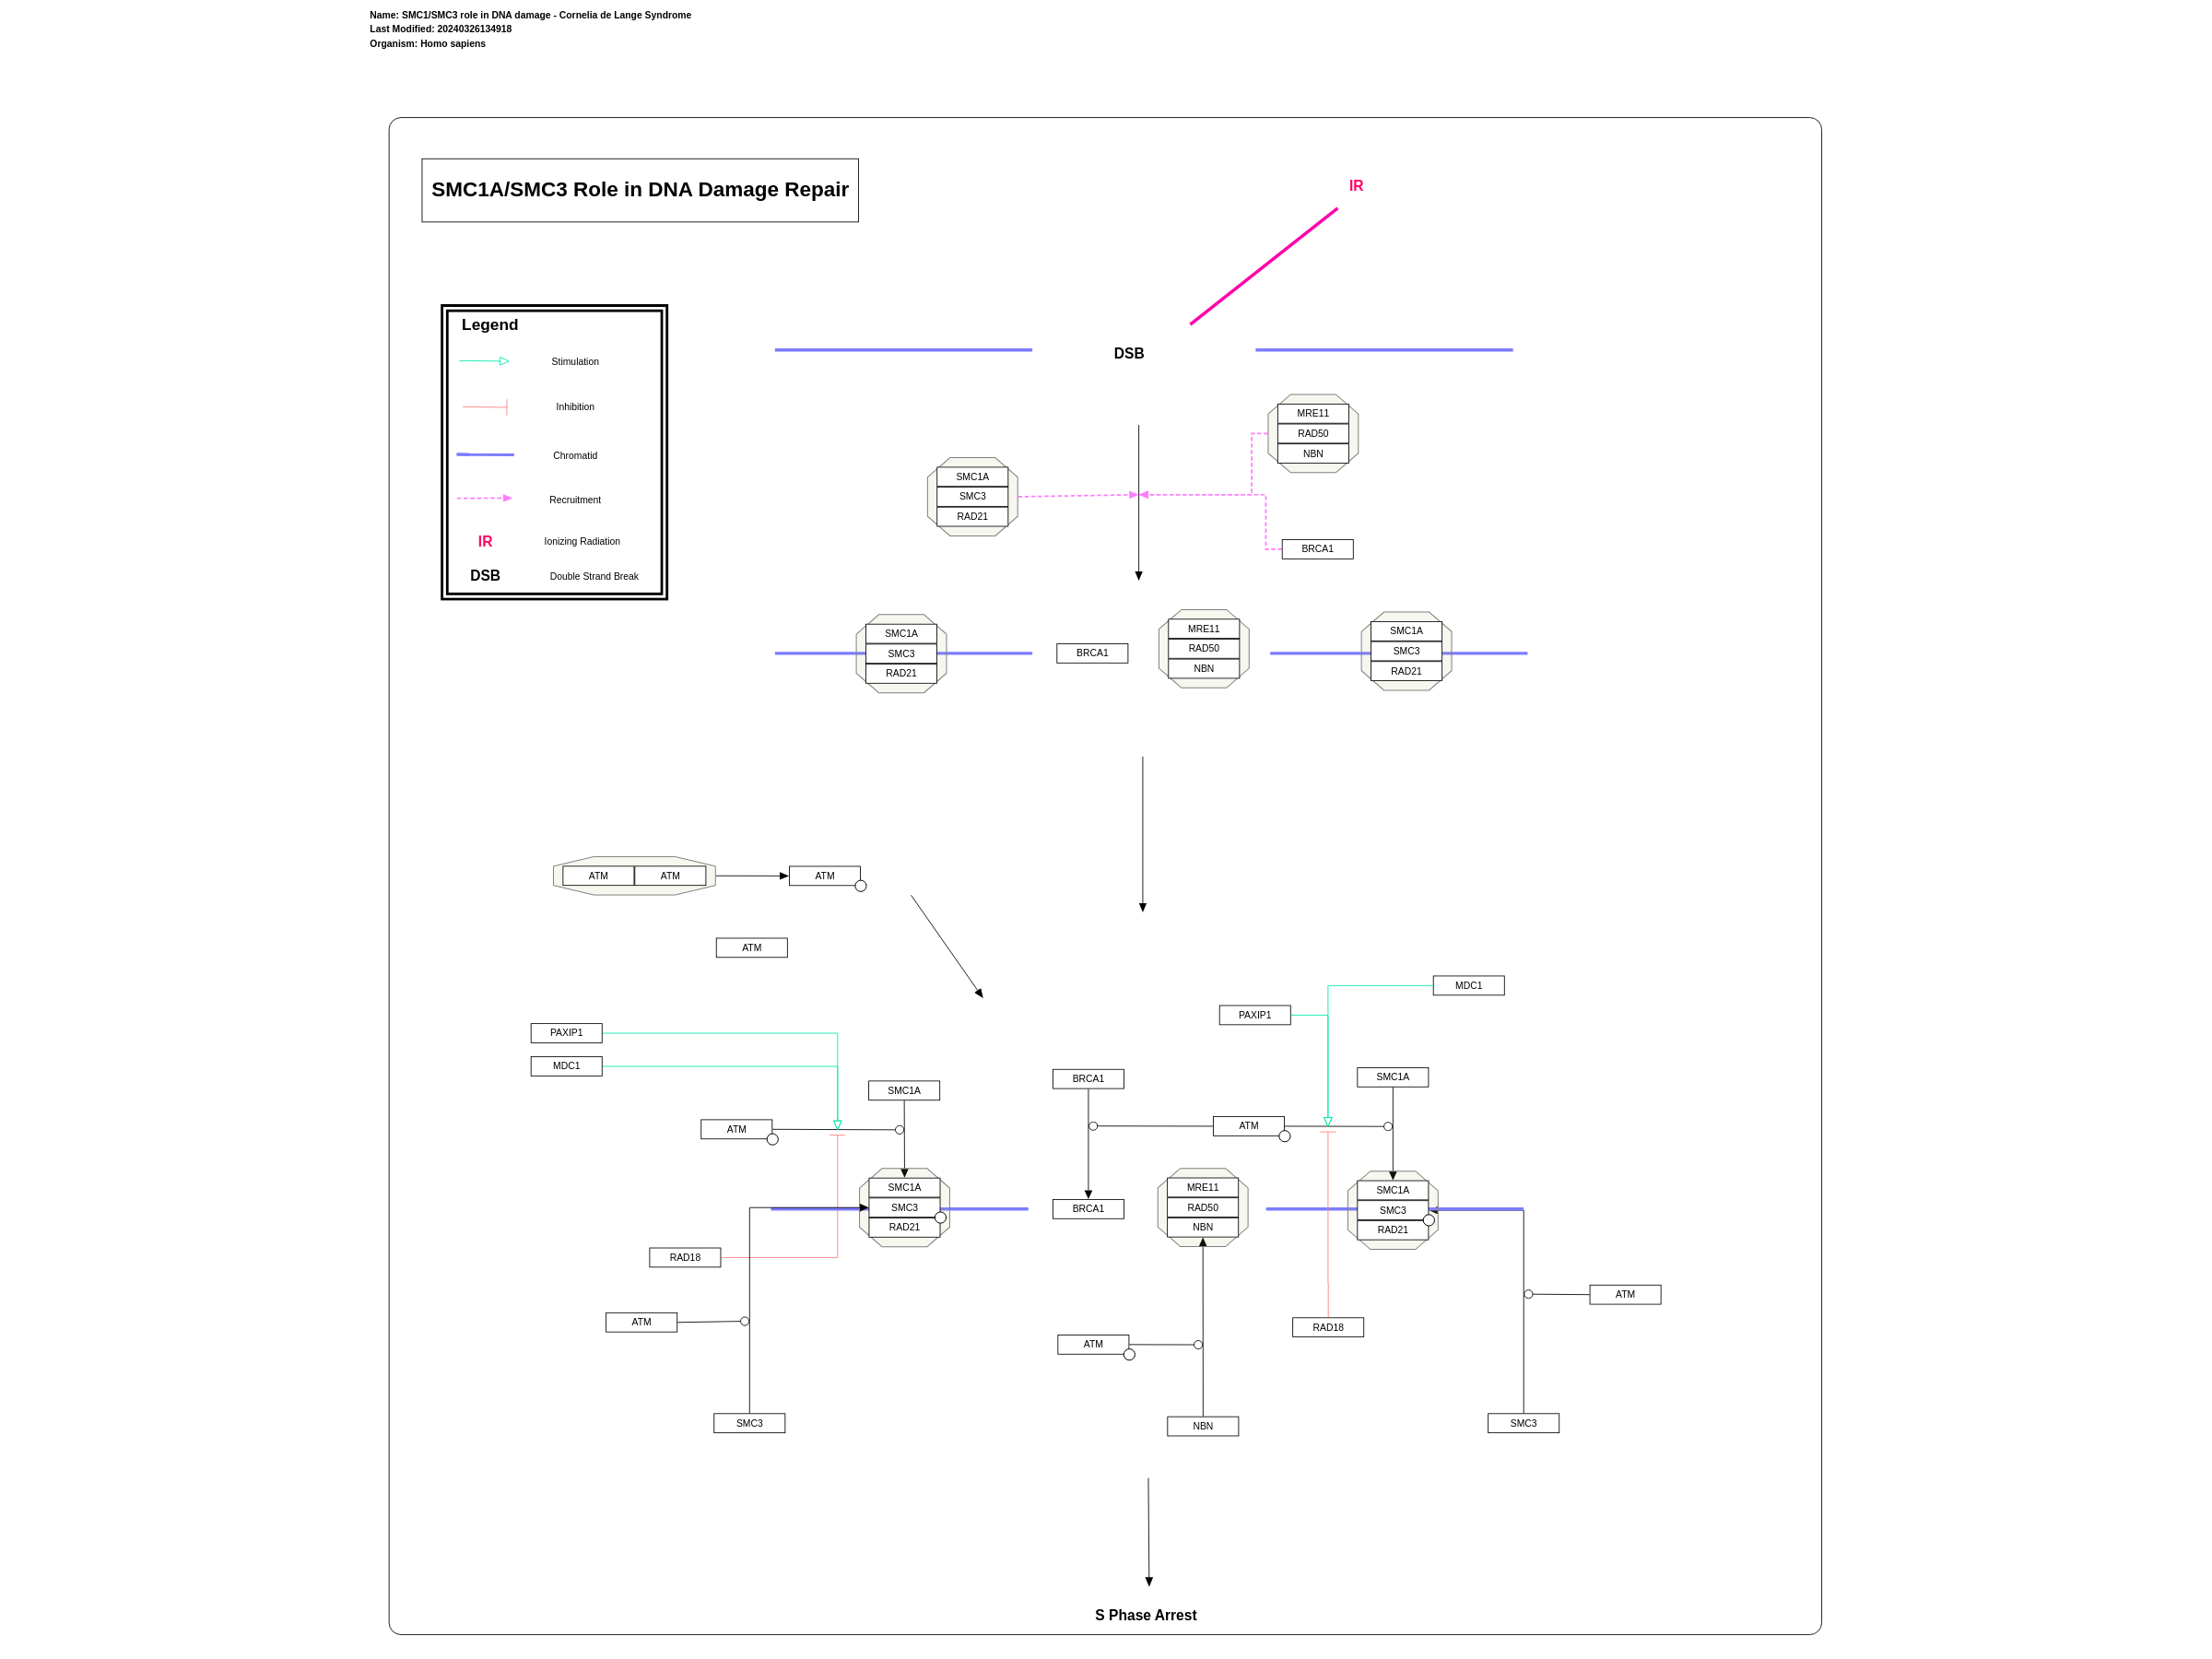 Name: SMC1/SMC3 role in DNA damage - Cornelia de Lange Syndrome
Last Modified: 20240326134918
Organism: Homo sapiens
SMC1A/SMC3 Role in DNA Damage Repair
IR
Legend
Stimulation
Inhibition
Chromatid
Recruitment
IR Ionizing Radiation
DSB Double Strand Break
DSB
MRE11
RAD50
NBN
SMC1A
SMC3
RAD21
BRCA1
SMC1A
SMC3
RAD21
BRCA1
MRE11
RAD50
NBN
SMC1A
SMC3
RAD21
ATM ATM
ATM
ATM
MDC1
PAXIP1
PAXIP1
MDC1
SMC1A
BRCA1
SMC1A
ATM
ATM
SMC1A
SMC3
RAD21
BRCA1
MRE11
RAD50
NBN
SMC1A
SMC3
RAD21
RAD18
ATM
ATM
RAD18
ATM
SMC3
NBN
SMC3
S Phase Arrest